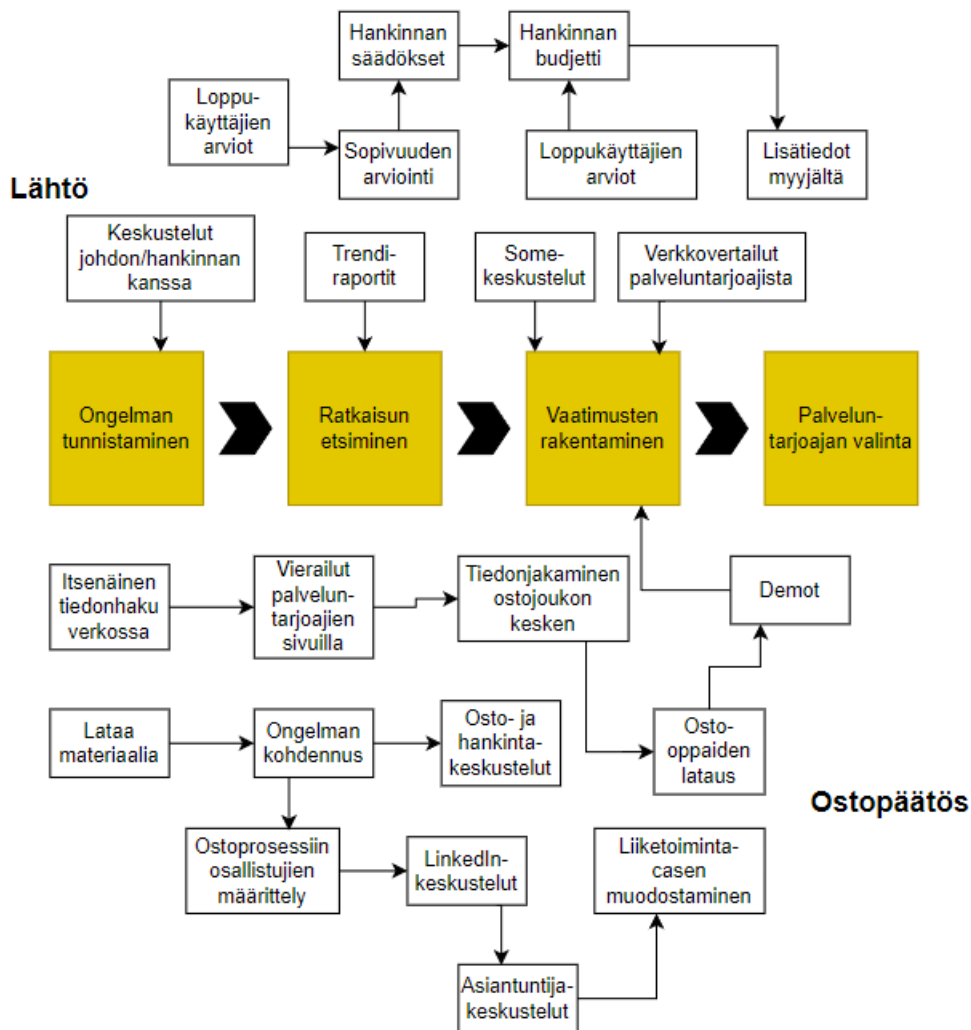 Hankinnan
säädökset
Hankinnan
budjetti
Loppu-
käyttäjien
arviot
Sopivuuden
arviointi
Loppukäyttäjien
arviot
Lisätiedot
myyjältä
Lähtö
Keskustelut
johdon/hankinnan
kanssa
Trendi-
raportit
Some-
keskustelut
Verkkovertailut
palveluntarjoajista
Ongelman
tunnistaminen
Ratkaisun
etsiminen
Vaatimusten
rakentaminen
Palvelun-
tarjoajan valinta
Itsenäinen
tiedonhaku
verkossa
Vierailut
palvelun-
tarjoajien
sivuilla
Tiedonjakaminen
ostojoukon
kesken
Demot
Lataa
materiaalia
Ongelman
kohdennus
Osto- ja
hankinta-
keskustelut
Osto-
oppaiden
lataus
Ostopäätös
Ostoprosessiin
osallistujien
määrittely
LinkedIn-
keskustelut
Liiketoiminta-
casen
muodostaminen
Asiantuntija-
keskustelut